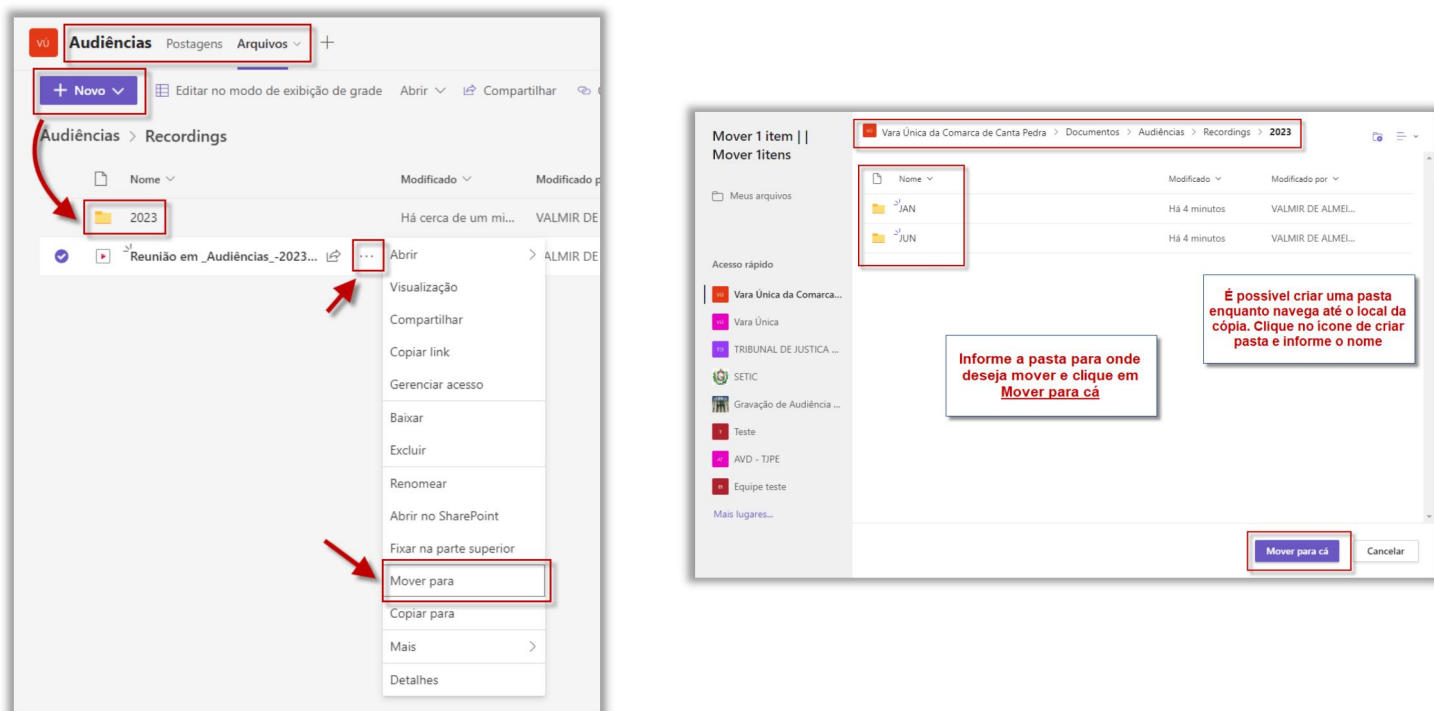 VÚ Audiências Postagens Arquivos
Novo Editar no modo de exibição de grade Abrir Compartilhar
Audiências > Recordings
Nome Modificado Modificado p
2023 Há cerca de um mi... VALMIR DE
Reunião em _Audiências_-2023... ... ALMIR DE
Abrir
Visualização
Compartilhar
Copiar link
Gerenciar acesso
Baixar
Excluir
Renomear
Abrir no SharePoint
Fixar na parte superior
Mover para
Copiar para
Mais
Detalhes
Mover 1 item | |
Mover 1itens
Meus arquivos
Acesso rápido
Vara Única da Comarca...
Vara Única
TRIBUNAL DE JUSTICA ...
SETIC
Gravação de Audiência ...
Teste
AVD - TJPE
Equipe teste
Mais lugares...
Vara Única da Comarca de Canta Pedra > Documentos > Audiências > Recordings > 2023
Nome Modificado Modificado por
JAN Há 4 minutos VALMIR DE ALMEI...
JUN Há 4 minutos VALMIR DE ALMEI...
É possível criar uma pasta
enquanto navega até o local da
cópia. Clique no ícone de criar
pasta e informe o nome
Informe a pasta para onde
deseja mover e clique em
Mover para cá
Mover para cá Cancelar